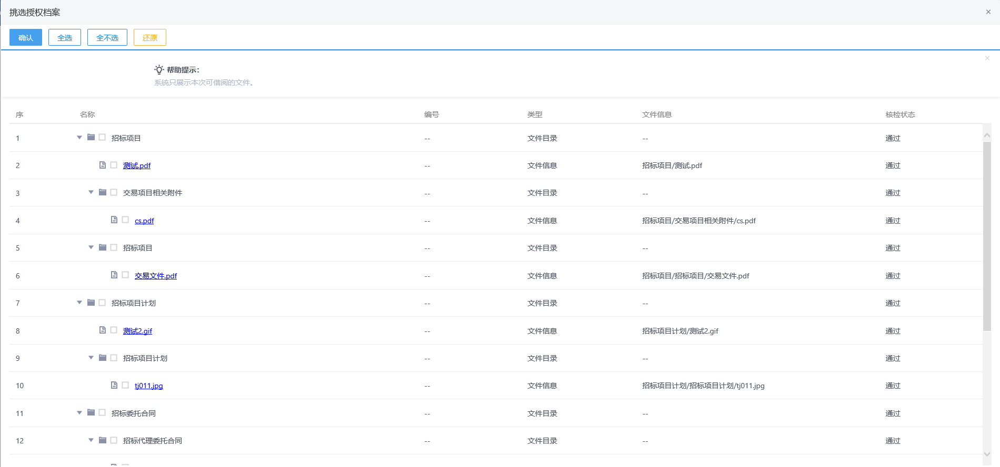 挑选授权档案
确认 全选 全不选 还原
帮助提示：
系统只展示本次可借阅的文件。
序 名称 编号 类型 文件信息 核检状态
1 招标项目 -- 文件目录 -- 通过
2 测试.pdf -- 文件信息 招标项目/测试.pdf 通过
3 交易项目相关附件 -- 文件目录 -- 通过
4 cs.pdf -- 文件信息 招标项目/交易项目相关附件/cs.pdf 通过
5 招标项目 -- 文件目录 -- 通过
6 交易文件.pdf -- 文件信息 招标项目/招标项目/交易文件.pdf 通过
7 招标项目计划 -- 文件目录 -- 通过
8 测试2.gif -- 文件信息 招标项目计划/测试2.gif 通过
9 招标项目计划 -- 文件目录 -- 通过
10 tj011.jpg -- 文件信息 招标项目计划/招标项目计划/tj011.jpg 通过
11 招标委托合同 -- 文件目录 -- 通过
12 招标代理委托合同 -- 文件目录 -- 通过